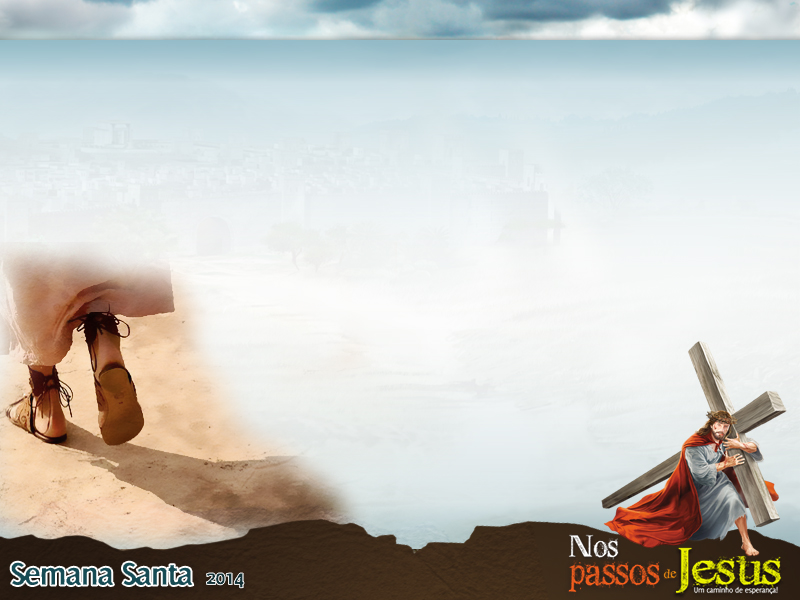 Semana Santa 2014
Nos
passos de Jesus
Um caminho de esperança!